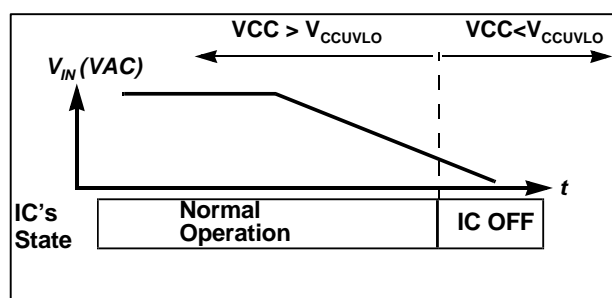 VCC > VCCUVLO
VCC<VCCUVLO
VIN (VAC)
t
IC's
State
Normal
Operation
IC OFF